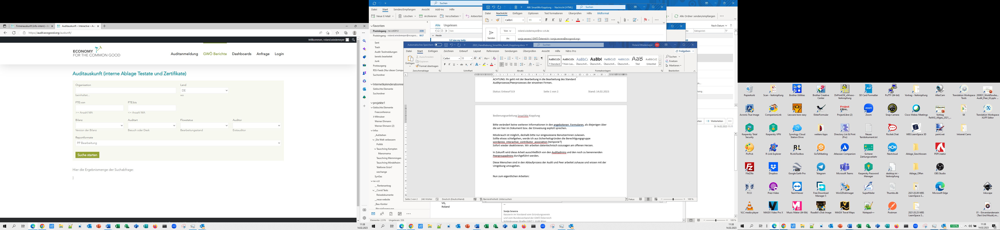 Firmenauskunft (info-intern) – In
Auditauskunft – Interactive – Au
https://audit.ecogood.org/auskunft/
Willkommen, roland.wiedemeyer
ECONOMY
FOR THE COMMON GOOD
Auditanmeldung GWÖ Berichte Dashboards Anfrage Login
Auditauskunft (interne Ablage Testate und Zertifikate)
Organisation Land
DE
beinhaltet... wo
FTE:von FTE:bis
>= Anzahl MA <= Anzahl MA
Bilanz Auditart Flowstatus Auditor
Version der Bilanz Besuch oder Desk Bearbeitungsstand Erstauditor
Reportformate
PP Bearbeitung
Suche starten
Hier die Ergebnismenge der Suchabfrage:
]
11:38
14.02.2023
Suchen
Datei Start Senden/Empfangen Ansicht Add-Ins Hilfe
Neue E-Mail Löschen Archivieren Verschieben Antworten
Alle Ordner senden/empfangen
Favoriten
Posteingang - rw-cct2012 359
Posteingang - roland.wiedemeyer@ecogoo... 917
Sent
Trash
Audit-Toolmeldungen
bereits bearbeitet
Junk
Postausgang
RSS-Feeds (Nur dieser Compu
Suchordner
Internetkalenderabonne
Gelöschte Elemente
Suchordner
projekte1
Gelöschte Elemente
Freeconference
Mitnutzer
Werner Ehmann
Werner Ehmann (2)
Infos
_Aufstehen
_Die Welt verbessern
Politik
Tauschring Kempten
Manomama
Tauschring Memmingen
Tauschring Mindelheim
Telefonie Grün?
wechange
SynGas
rw-cct
__ Rentenantrag
__Covid Tests
Reisedokumente
__neue website
_Bau-Kontor
Elemente: 2.576 Ungelesen: 359
Alle Ungelesen
Von
Heute
1/2 size my belly
Nach Datum
Kategorien
Weiterleiten
Di 14.02.2023 11:11
VG,
Roland
Sonja Sewera
Kassierin im Vorstand vom Gründungsverein
und vom Bundesverband der GWÖ Österreich
Schönbrunner Straße 219/7 | 1120 Wien
100 %
AW: SmartWe Kopplung - Nachricht (HTML)
Suchen
Datei Nachricht Einfügen Optionen Text formatieren Überprüfen Hilfe Bildformat
Calibri 11 F K U
Senden
Von roland.wiedemeyer@rw-cct.de
An sonja sewera | GWÖ Österreich <sonja.sewera@ecogood.org>
Automatisches Speichern
2023_Handhabung_SmartWe_Audit_Kopplung.docx
Suchen
Roland Wiedemeyer RW
Datei Start Einfügen Zeichnen Entwurf Layout Referenzen Sendungen Überprüfen Ansicht Hilfe Nitro Pro
Freigeben
Einfügen
Ausschneiden
Kopieren
Format übertragen
Zwischenablage
Calibri 11
Schriftart
Absatz
AaBbCcDc AaBbCcDc AaBbCc AaBbC AaBbCcD AaBbCcDc AaB AaBbCcD
¶ Standard ¶ Kein Lee... Überschrif... Überschrif... Überschrif... Überschrif... Titel Untertitel
Formatvorlagen
Suchen
Ersetzen
Markieren
Bearbeiten
ACHTUNG: Ihr geht mit der Bearbeitung in die Bearbeitung des Standard
Auditprozesse/Peerprozesses der einzelnen Firmen.
Status: Entwurf 0.9 Seite 1 von 2 Stand: 14.02.2023
Bedienungsanleitung SmartWe Kopplung
Bitte verändert keine weiteren Informationen in den angebotenen Formularen, als diejenigen über
die wir hier im Dokument bzw. der Einweisung explizit sprechen.
Missbrauch ist möglich, deshalb bitte nur eingewiesene BenutzerInnen zulassen.
Sollte etwas schiefgehen, werde ich aus Sicherheitsgründen die Berechtigungsgruppe
wordpress_interactive_contributor_association (temporär?)
Sofort wieder deaktivieren. Wir arbeiten datentechnisch sozusagen am offenen Herzen.
In Zukunft wird diese Arbeit ausschließlich von den Auditadmins und den noch zu benennenden
Peergroupadmins durchgeführt werden.
Diese Menschen sind in den Ablaufprozess der Audit und Peer arbeitet zuhause und wissen mit der
Umgebung umzugehen.
Nun zum eigentlichen Arbeiten:
Seite 2 von 2 246 Wörter Deutsch (Deutschland) Barrierefreiheit: Untersuchen Fokus 100 %
11:38
14.02.2023
Papierkorb
Scan - Verknüpfung
Brother Utilities
Brother Creative Center
DirPrintOK_x64.exe - Verknüpfung
SD Card Formatter
PuTTY (64-bit)
Vortrag - Verknüpfung
AlterCam
Translation Workspace Tools
200831_Workflowbe... Audit_Peer_02.pptx ...
Acronis True Image
CompanionLink
Lexware büro easy
ElsterFormular
ProjectLibre (2)
Zoom
Snap Camera
Cisco Webex Meetings
Vortrag ReWiG_Allgäu_2021_...
SK
Translation Workspace XLIFF Editor
Kaspersky Total Security
Kaspersky VPN
Synology Cloud Station Drive
weitere Apps
Directory List & Print (Pro)
Neues Textdokument.txt
Rocket.Chat
WBS LearnSpace 3D
paint.net
Intranet Cams
PicPick
R-Link Explorer
RLinkToolbox
GoToMeeting
Atlassian Companion
Sicherer Zahlungsverkehr
Nextcloud
Ablage_Geschlossen
PDFCreator
FileZilla
Dropbox
Google Earth Pro
Telegram
Microsoft Teams
Kaspersky Password Manager
desktop.ini - Verknüpfung
Ablage_Offen
OBS Studio
FCCI
Prezi Video
TeamViewer
Free Download Manager 5
Win32DiskImager
SuperMailer
Thumbs.db
2021.03.09 WBS LearnSpace 3...
Microsoft Edge
Inkscape
VLC media player
MAGIX Video Pro X
Music Maker (64-Bit)
Roadkil's Disk Image
MAGIX Travel Maps
Notepad++
Postman
2021.03.25 WBS LearnSpace 3...
01 - Einverstandensein (Text Und Musik).m...
100%
11:38
14.02.2023